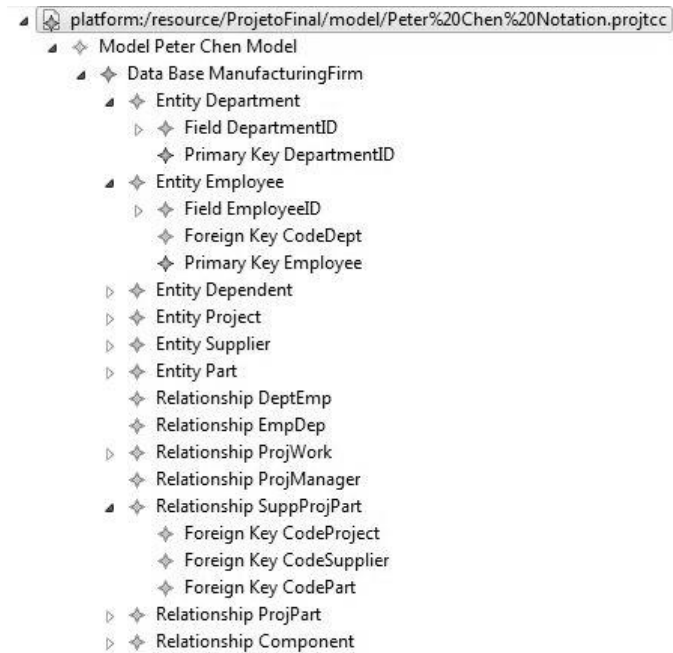 platform:/resource/ProjetoFinal/model/Peter%20Chen%20Notation.projtcc
Model Peter Chen Model
Data Base ManufacturingFirm
Entity Department
Field DepartmentID
Primary Key DepartmentID
Entity Employee
Field EmployeeID
Foreign Key CodeDept
Primary Key Employee
Entity Dependent
Entity Project
Entity Supplier
Entity Part
Relationship DeptEmp
Relationship EmpDep
Relationship ProjWork
Relationship ProjManager
Relationship SuppProjPart
Foreign Key CodeProject
Foreign Key CodeSupplier
Foreign Key CodePart
Relationship ProjPart
Relationship Component